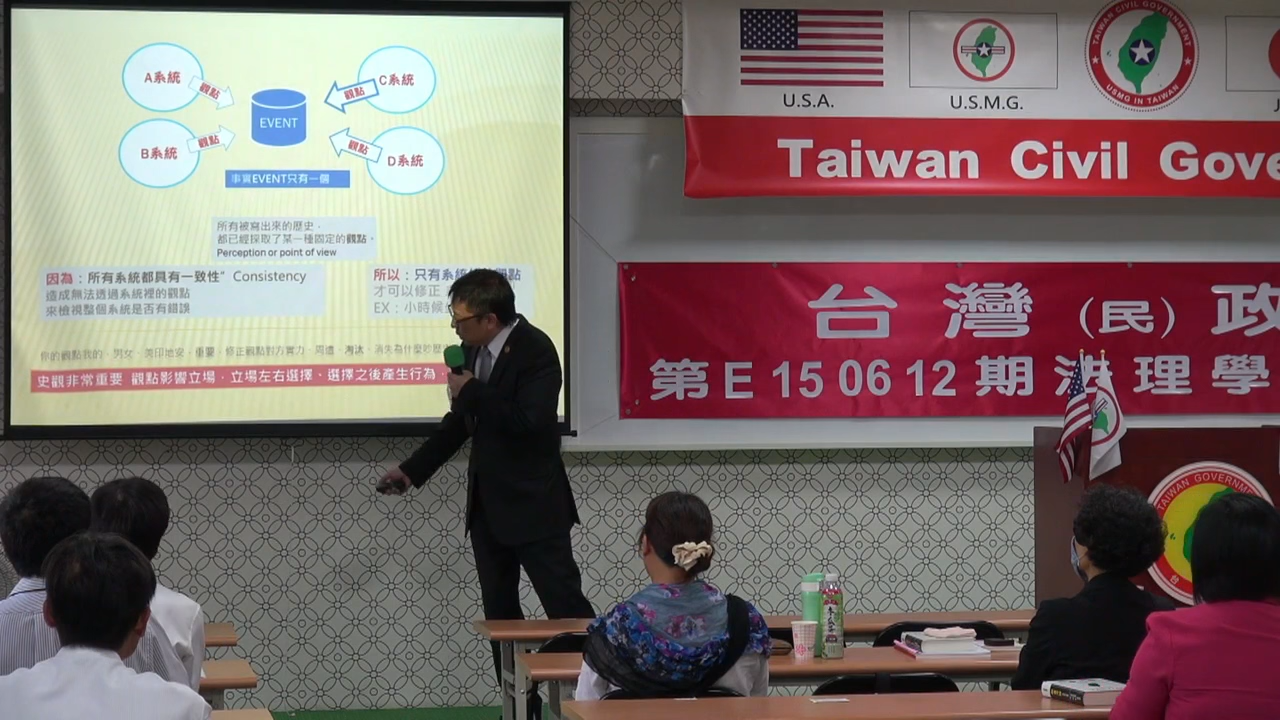 A系統
觀點
C系統
觀點
EVENT
B系統
觀點
D系統
觀點
事實EVENT只有一個
所有被寫出來的歷史，
都已經採取了某一種固定的觀點。
Perception or point of view
因為：所有系統都具有一致性" Consistency
造成無法透過系統裡的觀點
來檢視整個系統是否有錯誤
所以：只有系統 觀點
才可以修正
EX：小時候
史觀非常重要 觀點影響立場，立場左右選擇、選擇之後產生行為，
U.S.A.
U.S.M.G.
TAIWAN CIVIL GOVERNMENT
USMG IN TAIWAN
J
Taiwan Civil Gove
台灣（民）政
第E 15 06 12 期法理學
TAIWAN GOVERNM
台